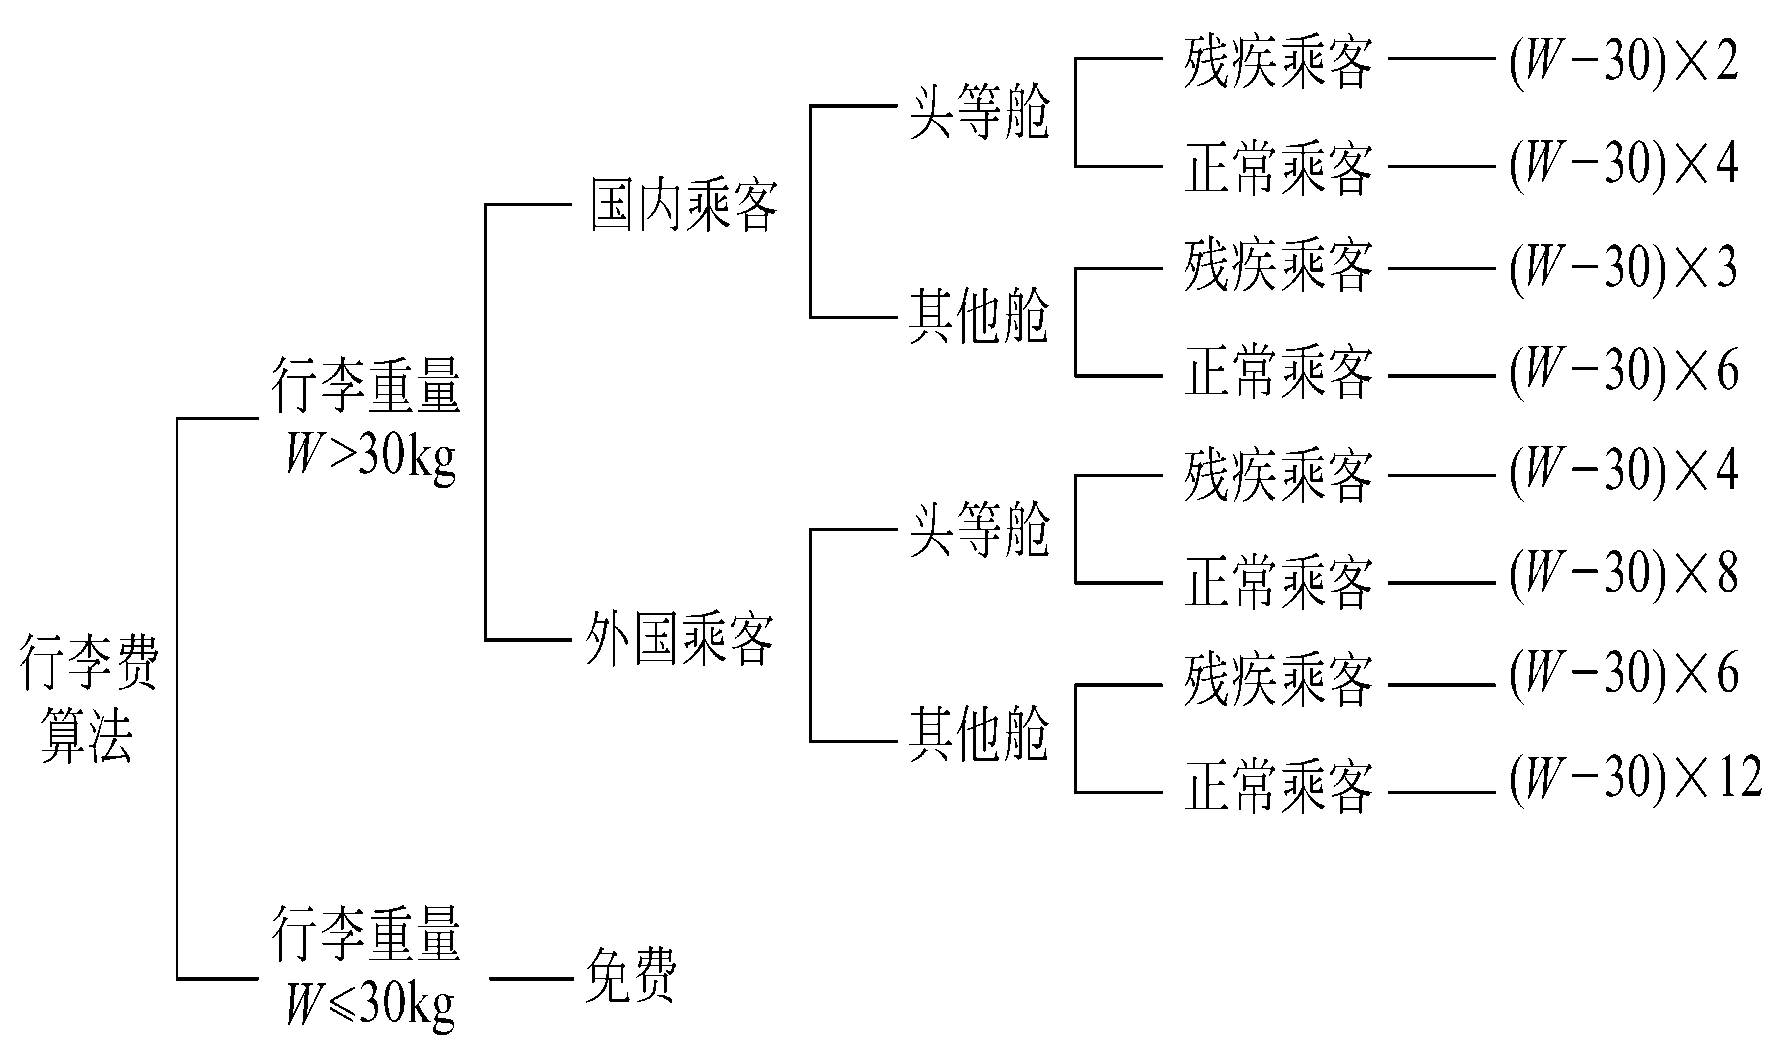 行李费
算法
行李重量
W>30kg
国内乘客
头等舱
残疾乘客
(W-30)×2
正常乘客
(W-30)×4
其他舱
残疾乘客
(W-30)×3
正常乘客
(W-30)×6
外国乘客
头等舱
残疾乘客
(W-30)×4
正常乘客
(W-30)×8
其他舱
残疾乘客
(W-30)×6
正常乘客
(W-30)×12
行李重量
W⩽30kg
免费